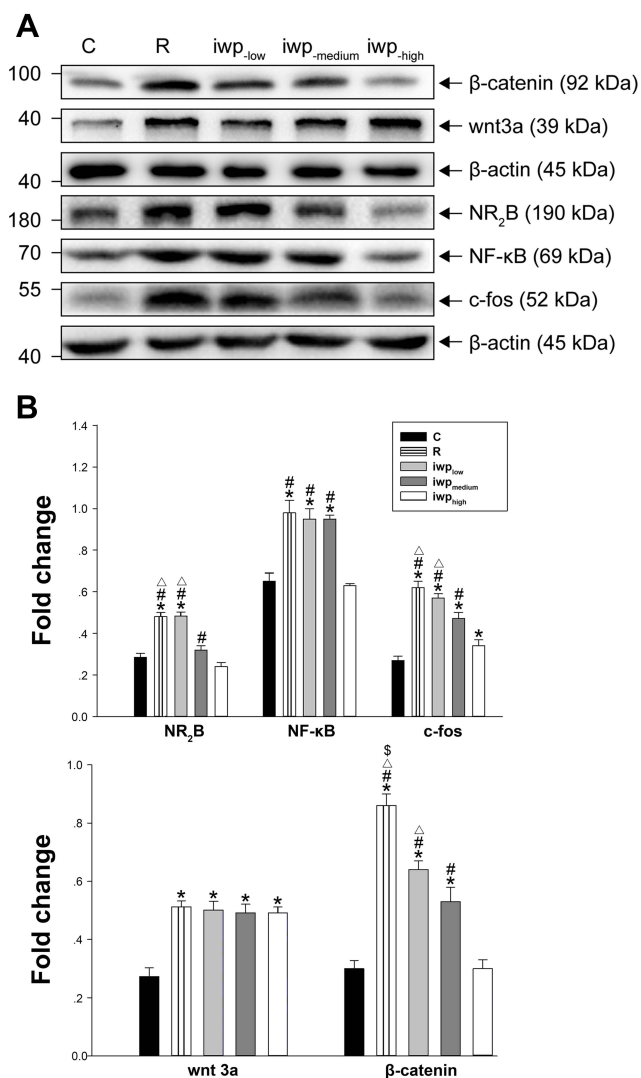 A
C R iwp-low iwp-medium iwp-high
100 β-catenin (92 kDa)
40 wnt3a (39 kDa)
40 β-actin (45 kDa)
180 NR2B (190 kDa)
70 NF-κB (69 kDa)
55 c-fos (52 kDa)
40 β-actin (45 kDa)
B
Fold change
1.4
1.2
1.0
.8
.6
.4
.2
0.0
C
R
iwplow
iwpmedium
iwphigh
△ △ # # # △ △
# # * * * # # #
* * # * * * *
NR2B NF-κB c-fos
Fold change
1.0
.8
.6
.4
.2
0.0
$
△ △
# # #
* * * * * * *
wnt 3a β-catenin